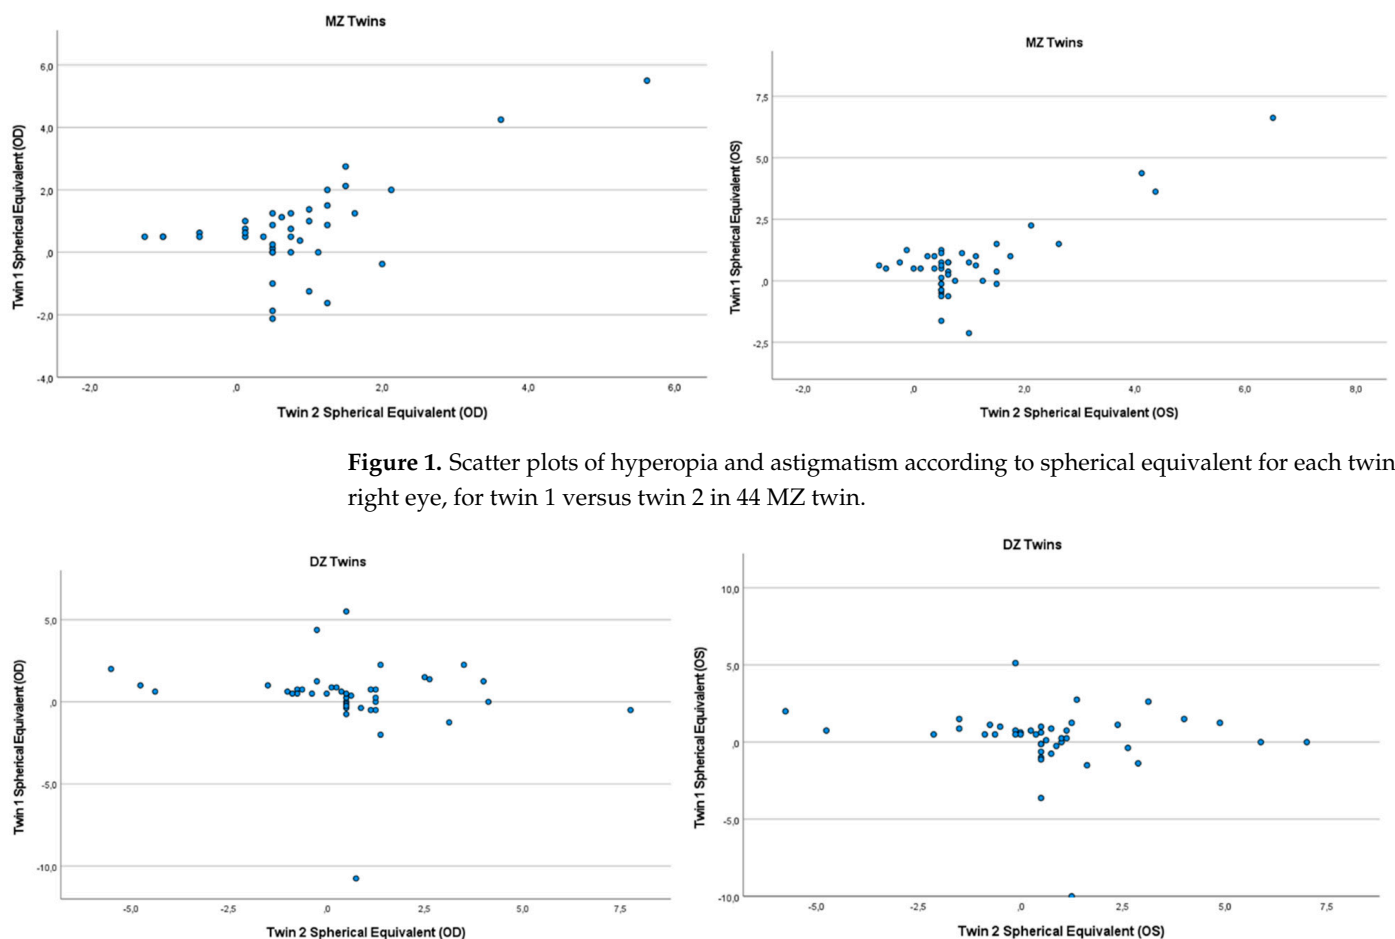 MZ Twins
6,0
4,0
2,0
,0
-2,0
-4,0
Twin 1 Spherical Equivalent (OD)
-2,0 ,0 2,0 4,0 6,0
Twin 2 Spherical Equivalent (OD)
MZ Twins
7,5
5,0
2,5
,0
-2,5
Twin 1 Spherical Equivalent (OS)
-2,0 ,0 2,0 4,0 6,0 8,0
Twin 2 Spherical Equivalent (OS)
Figure 1. Scatter plots of hyperopia and astigmatism according to spherical equivalent for each twin
right eye, for twin 1 versus twin 2 in 44 MZ twin.
DZ Twins
5,0
,0
-5,0
-10,0
Twin 1 Spherical Equivalent (OD)
-5,0 -2,5 ,0 2,5 5,0 7,5
Twin 2 Spherical Equivalent (OD)
DZ Twins
10,0
5,0
,0
-5,0
-10,0
Twin 1 Spherical Equivalent (OS)
-5,0 -2,5 ,0 2,5 5,0 7,5
Twin 2 Spherical Equivalent (OS)